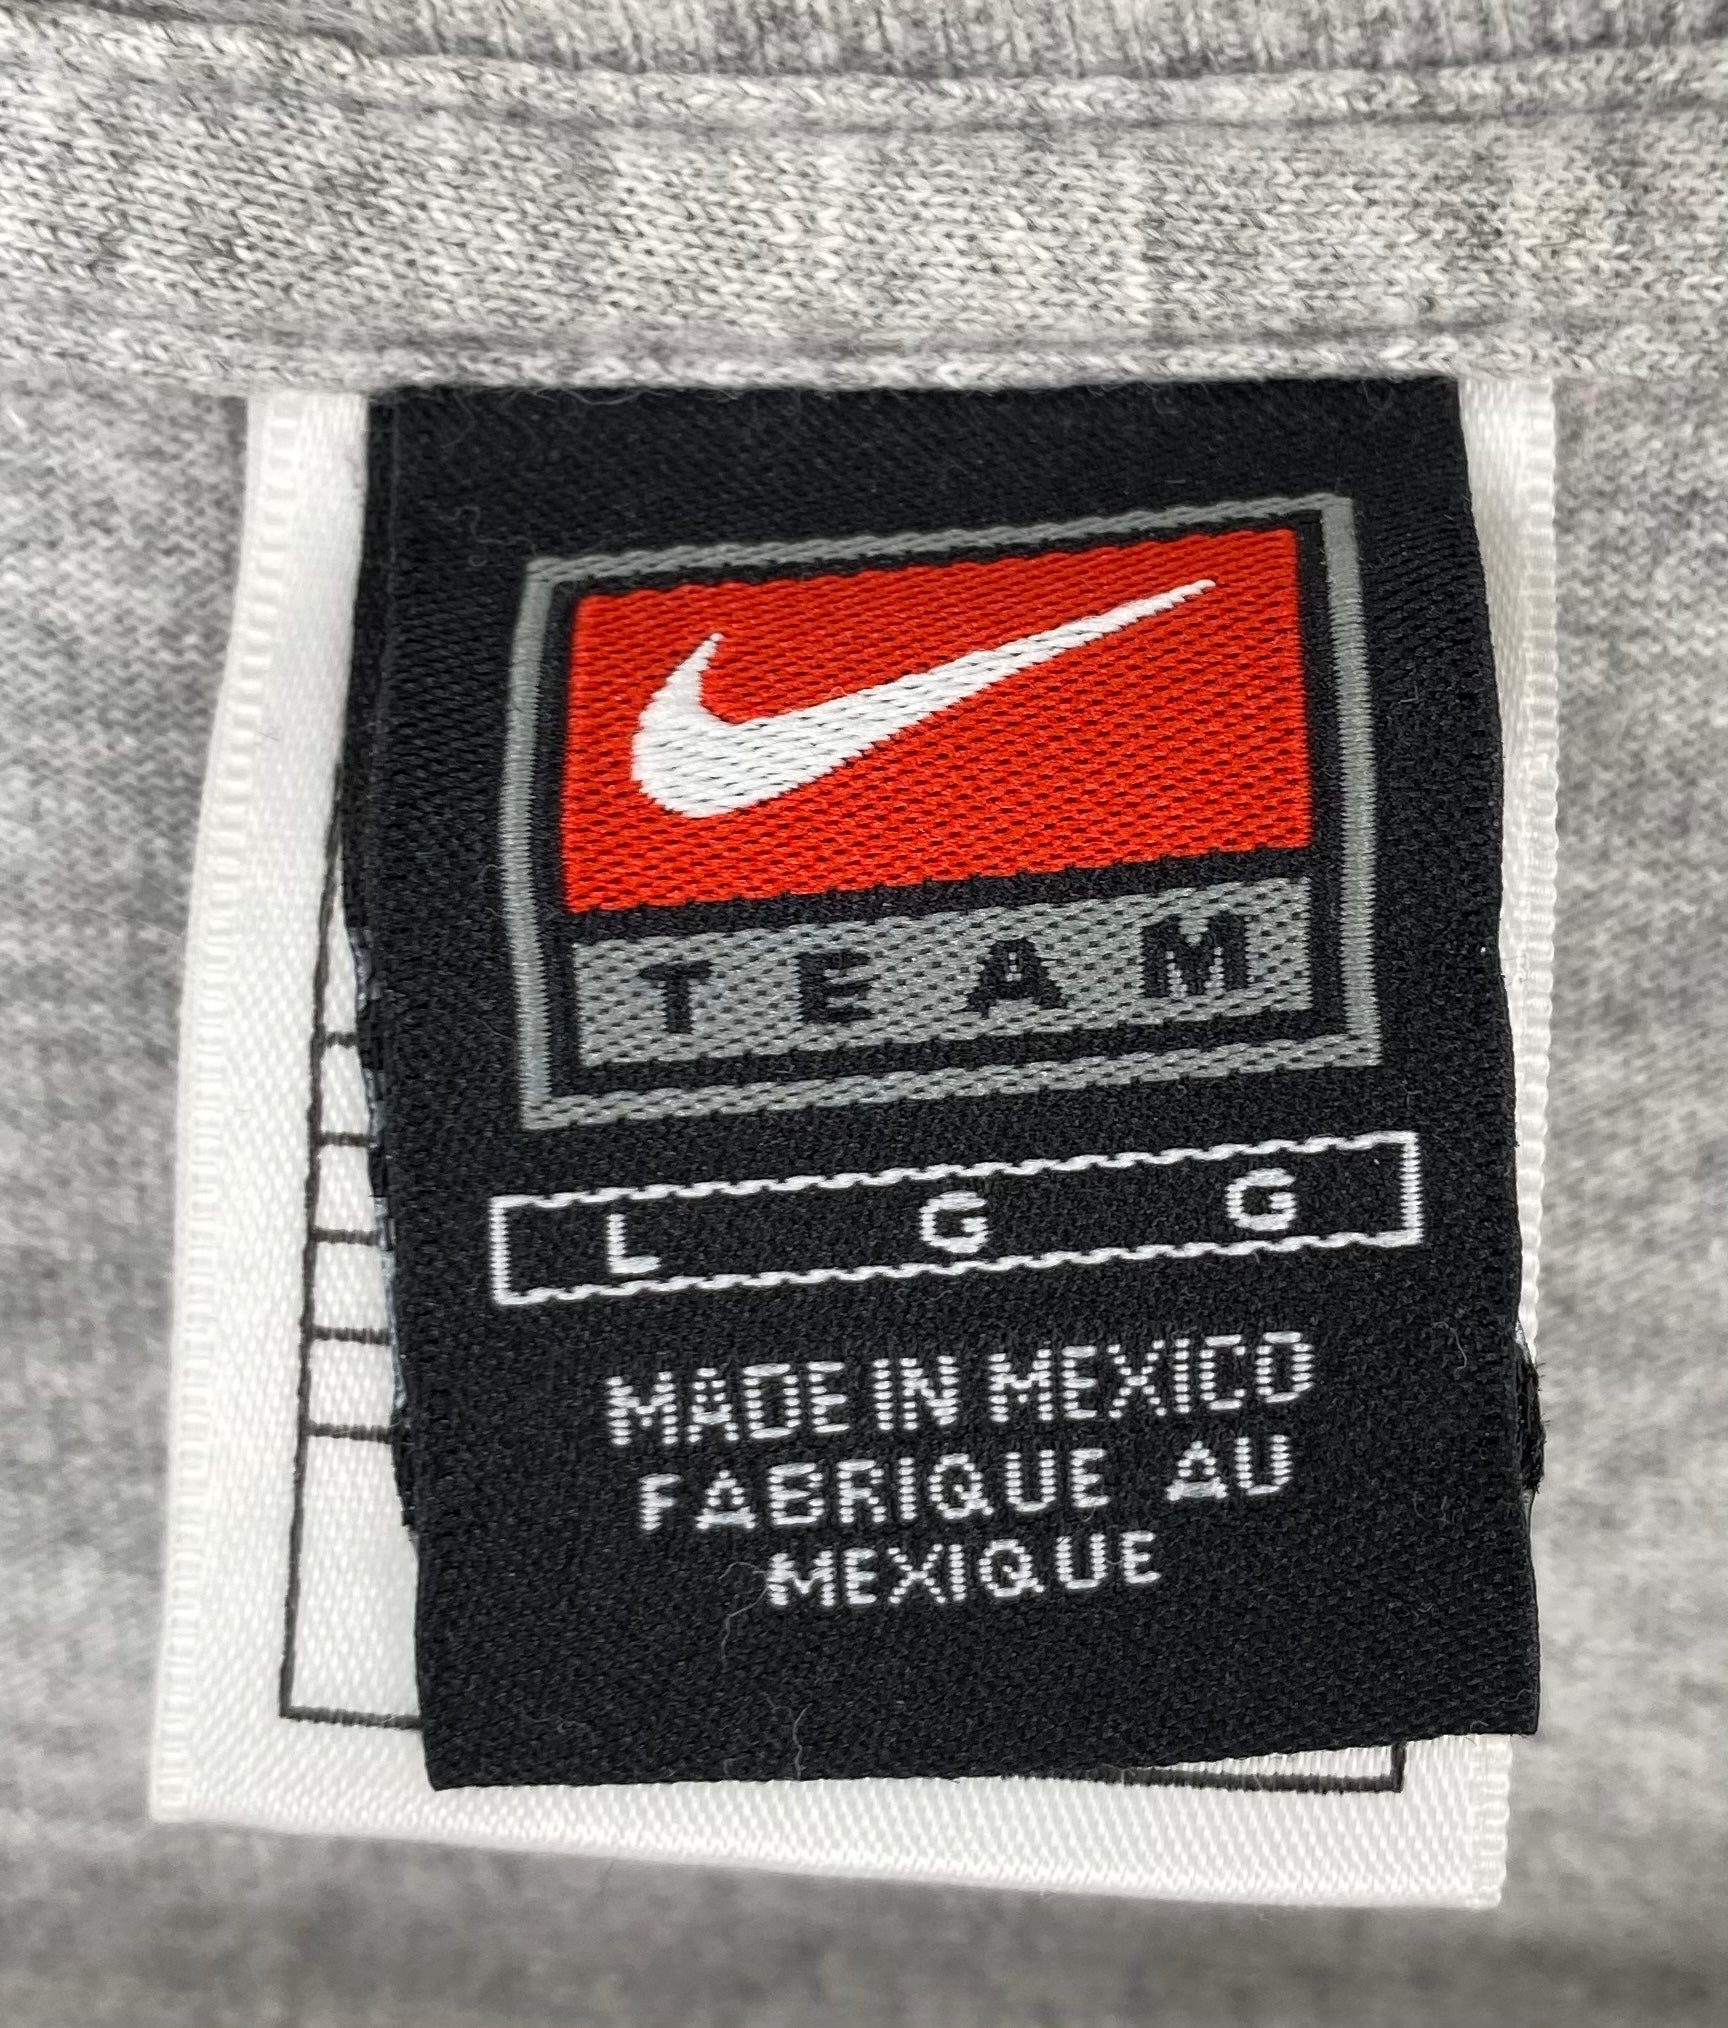 TEAM
L G G
MADE IN MEXICO
FABRIQUE AU
MEXIQUE